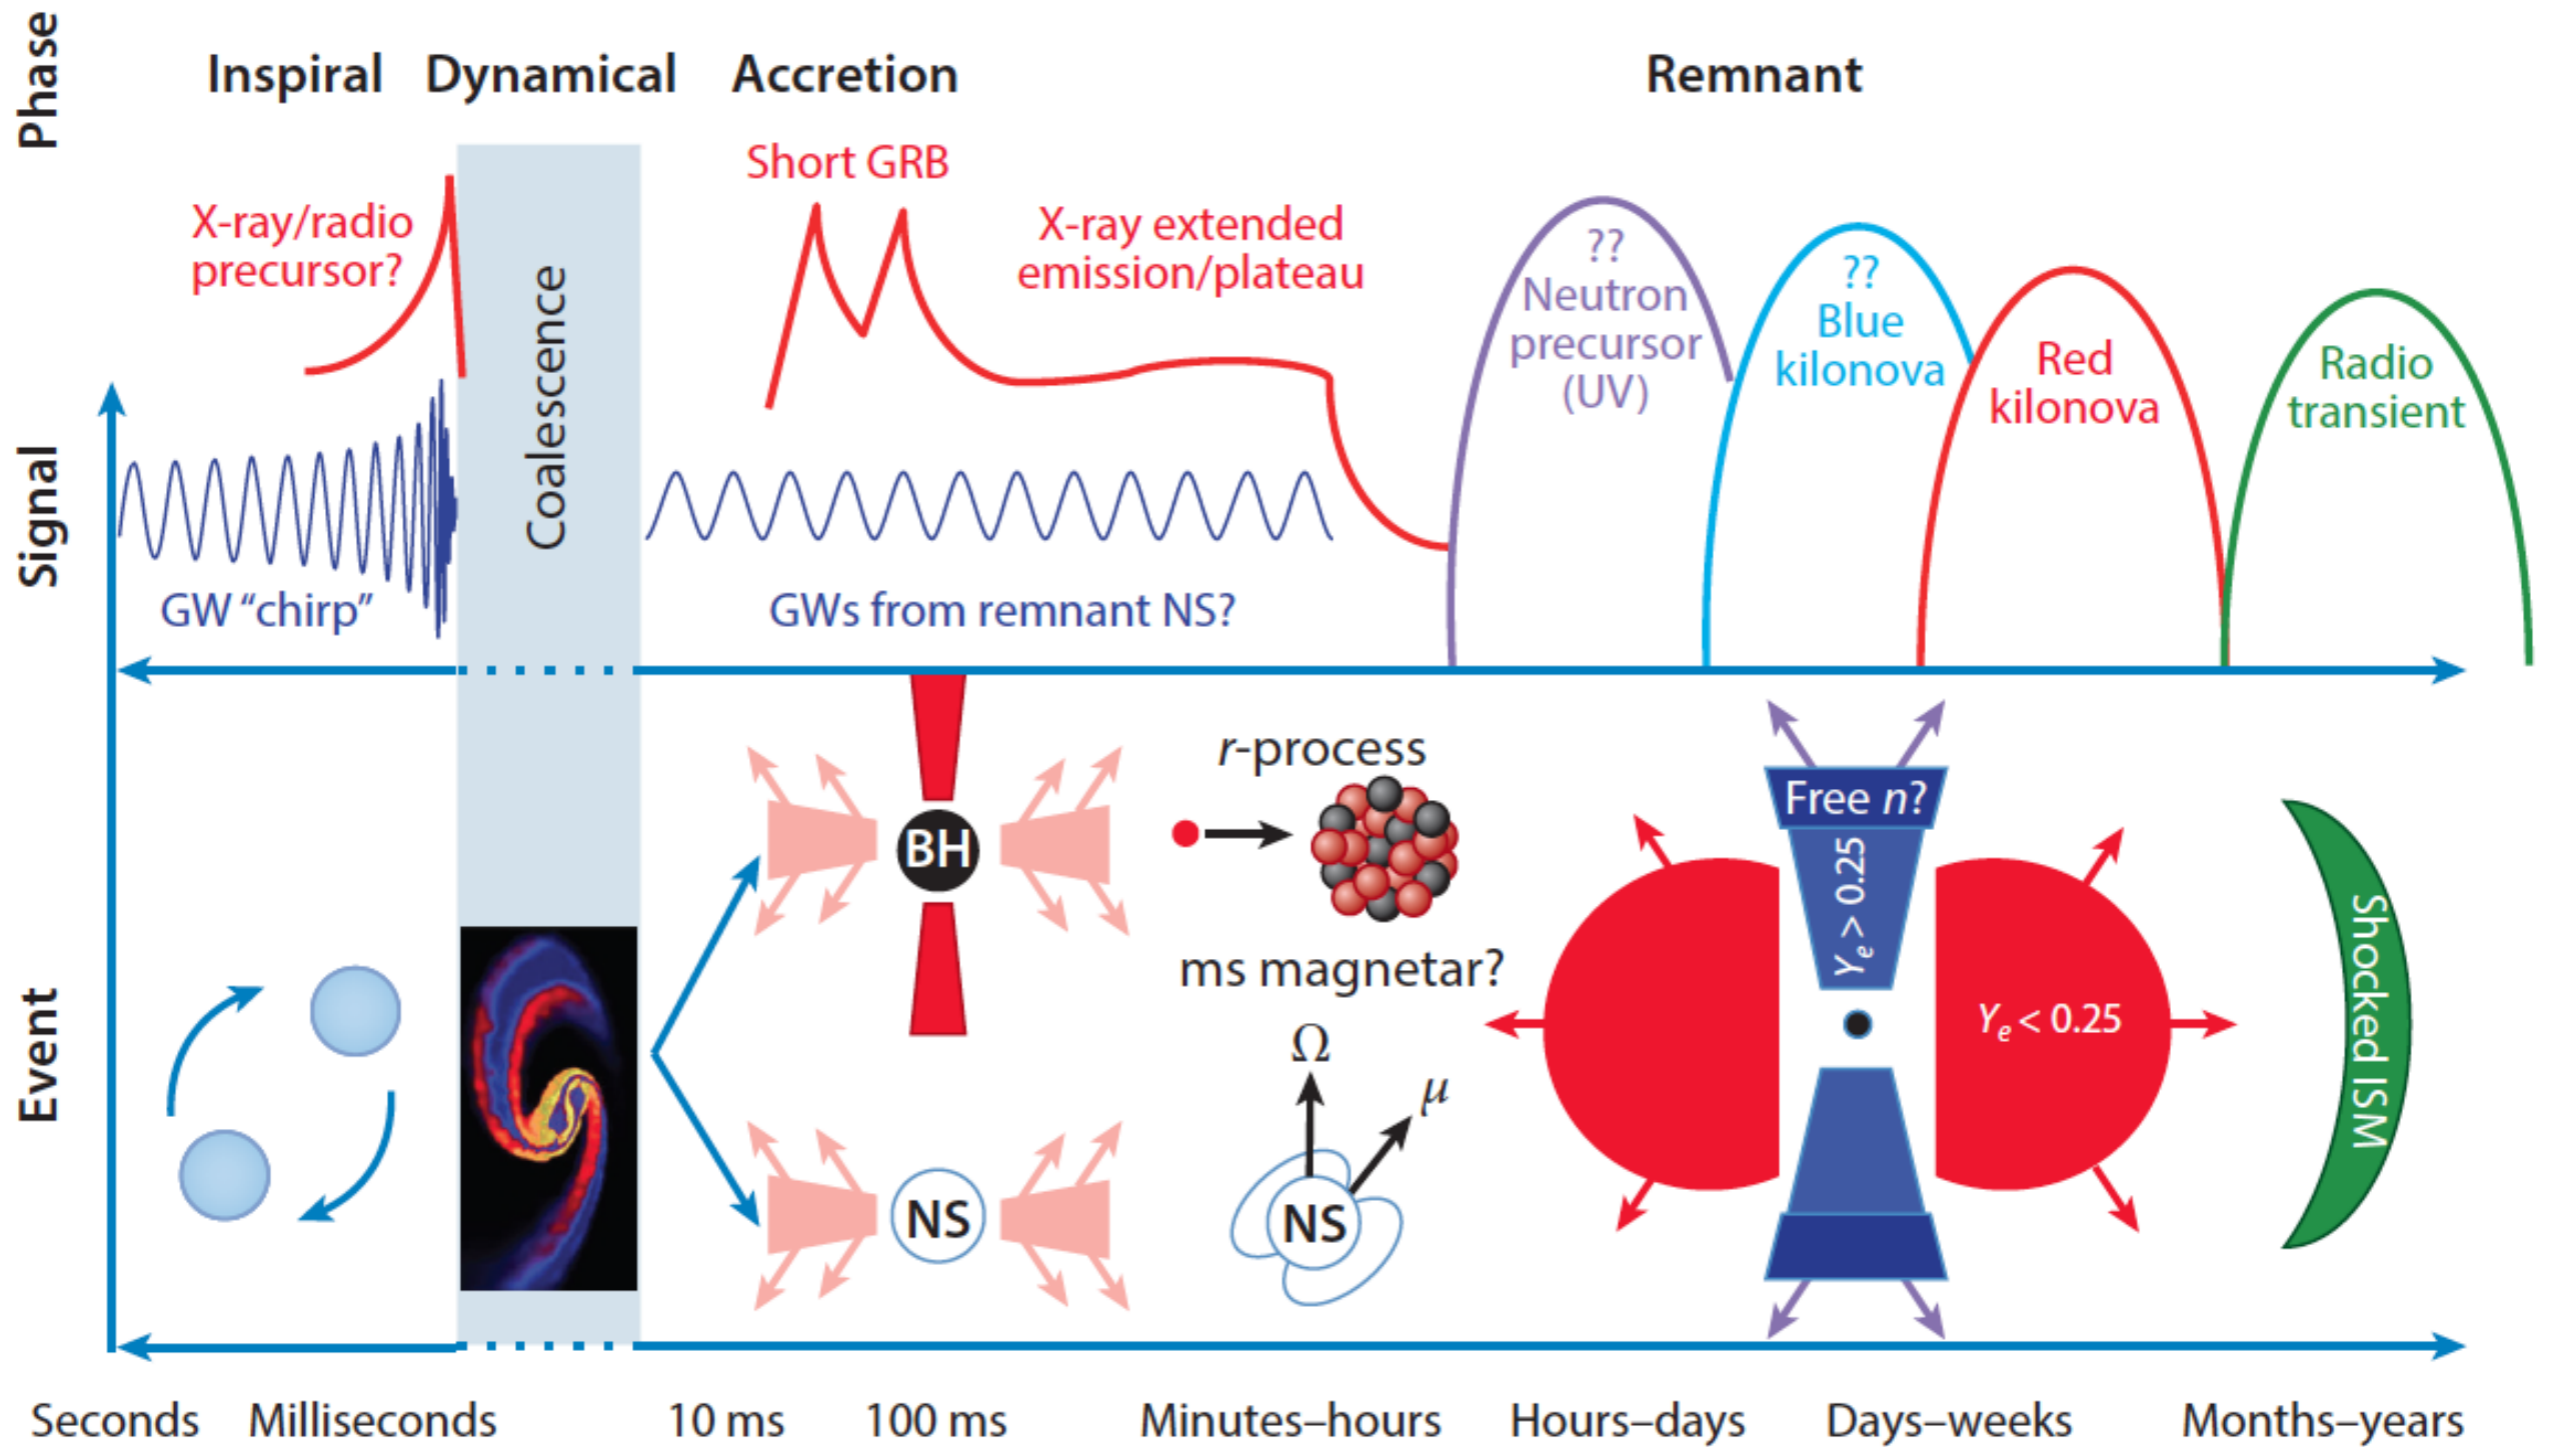 Phase
Inspiral
Dynamical
Accretion
Remnant
Signal
X-ray/radio
precursor?
GW “chirp”
Coalescence
Short GRB
X-ray extended
emission/plateau
GWs from remnant NS?
??
Neutron
precursor
(UV)
??
Blue
kilonova
Red
kilonova
Radio
transient
Event
BH
NS
r-process
ms magnetar?
Ω
μ
NS
Free n?
Ye > 0.25
Ye < 0.25
Shocked ISM
Seconds
Milliseconds
10 ms
100 ms
Minutes–hours
Hours–days
Days–weeks
Months–years